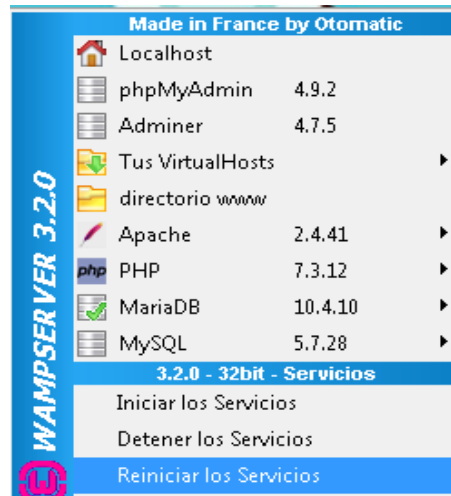 Made in France by Otomatic
Localhost
phpMyAdmin 4.9.2
Adminer 4.7.5
Tus VirtualHosts
directorio www
Apache 2.4.41
php PHP 7.3.12
MariaDB 10.4.10
MySQL 5.7.28
3.2.0 - 32bit - Servicios
Iniciar los Servicios
Detener los Servicios
Reiniciar los Servicios
WAMPSERVER 3.2.0